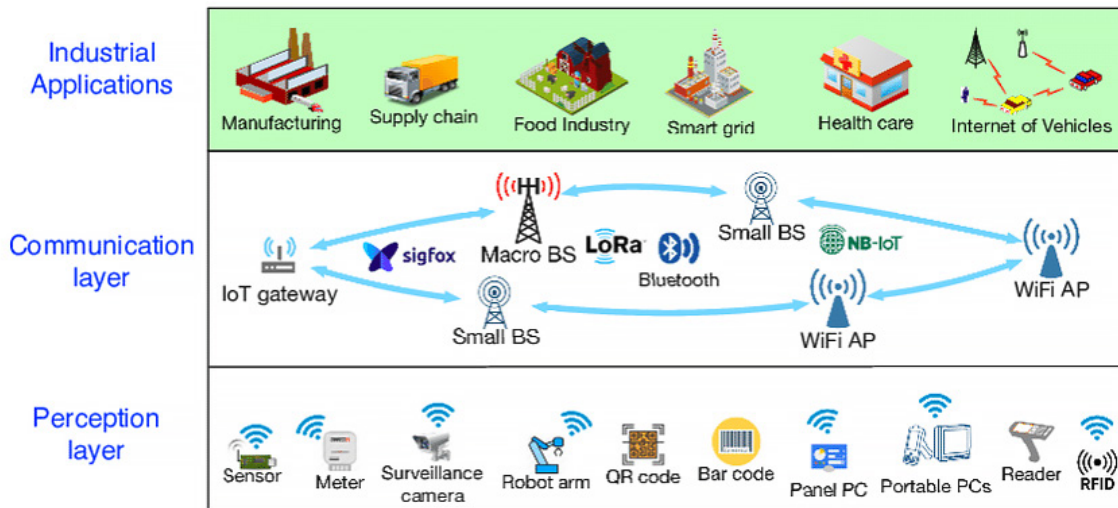 Industrial
Applications
Manufacturing
Supply chain
Food Industry
Smart grid
Health care
Internet of Vehicles
Communication
layer
IoT gateway
sigfox
Macro BS
LoRa
Bluetooth
Small BS
NB-IoT
WiFi AP
Small BS
WiFi AP
Perception
layer
Sensor
Meter
Surveillance
camera
Robot arm
QR code
Bar code
Panel PC
Portable PCs
Reader
RFID